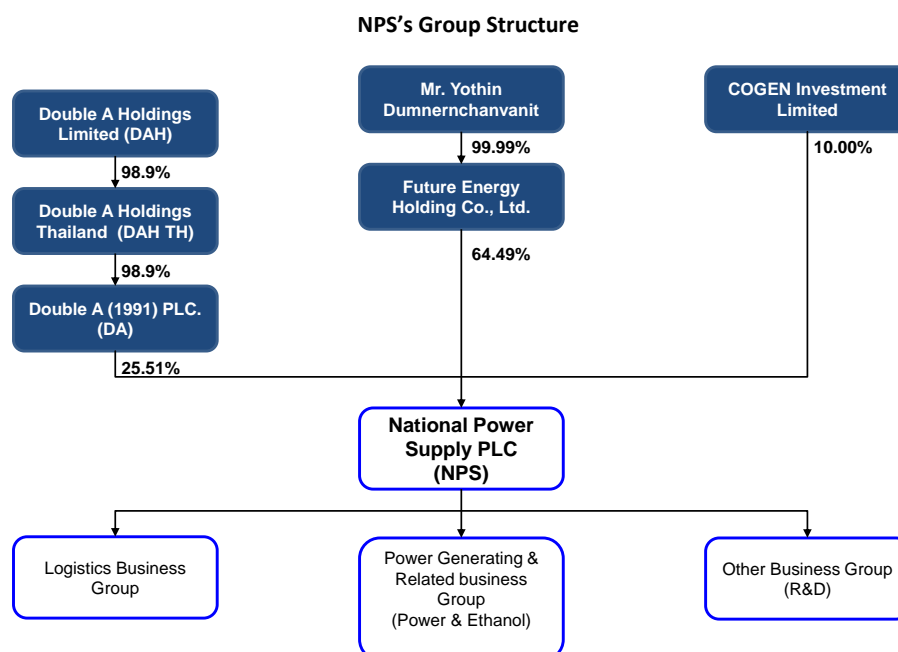 NPS's Group Structure
Double A Holdings
Limited (DAH)
98.9%
Double A Holdings
Thailand (DAH TH)
98.9%
Double A (1991) PLC.
(DA)
25.51%
Mr. Yothin
Dumnernchanvanit
99.99%
Future Energy
Holding Co., Ltd.
64.49%
COGEN Investment
Limited
10.00%
National Power
Supply PLC
(NPS)
Logistics Business
Group
Power Generating &
Related business
Group
(Power & Ethanol)
Other Business Group
(R&D)